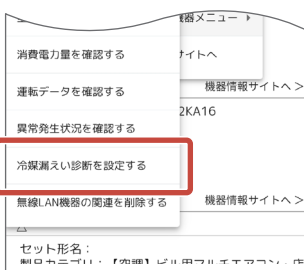 機器メニュー ▶
消費電力量を確認する
サイトへ
運転データを確認する
機器情報サイトへ >
2KA16
異常発生状況を確認する
冷媒漏えい診断を設定する
無線LAN機器の関連を削除する
機器情報サイトへ >
セット形名：
製品カテゴリ：【空調】ビル用マルチエアコン・店